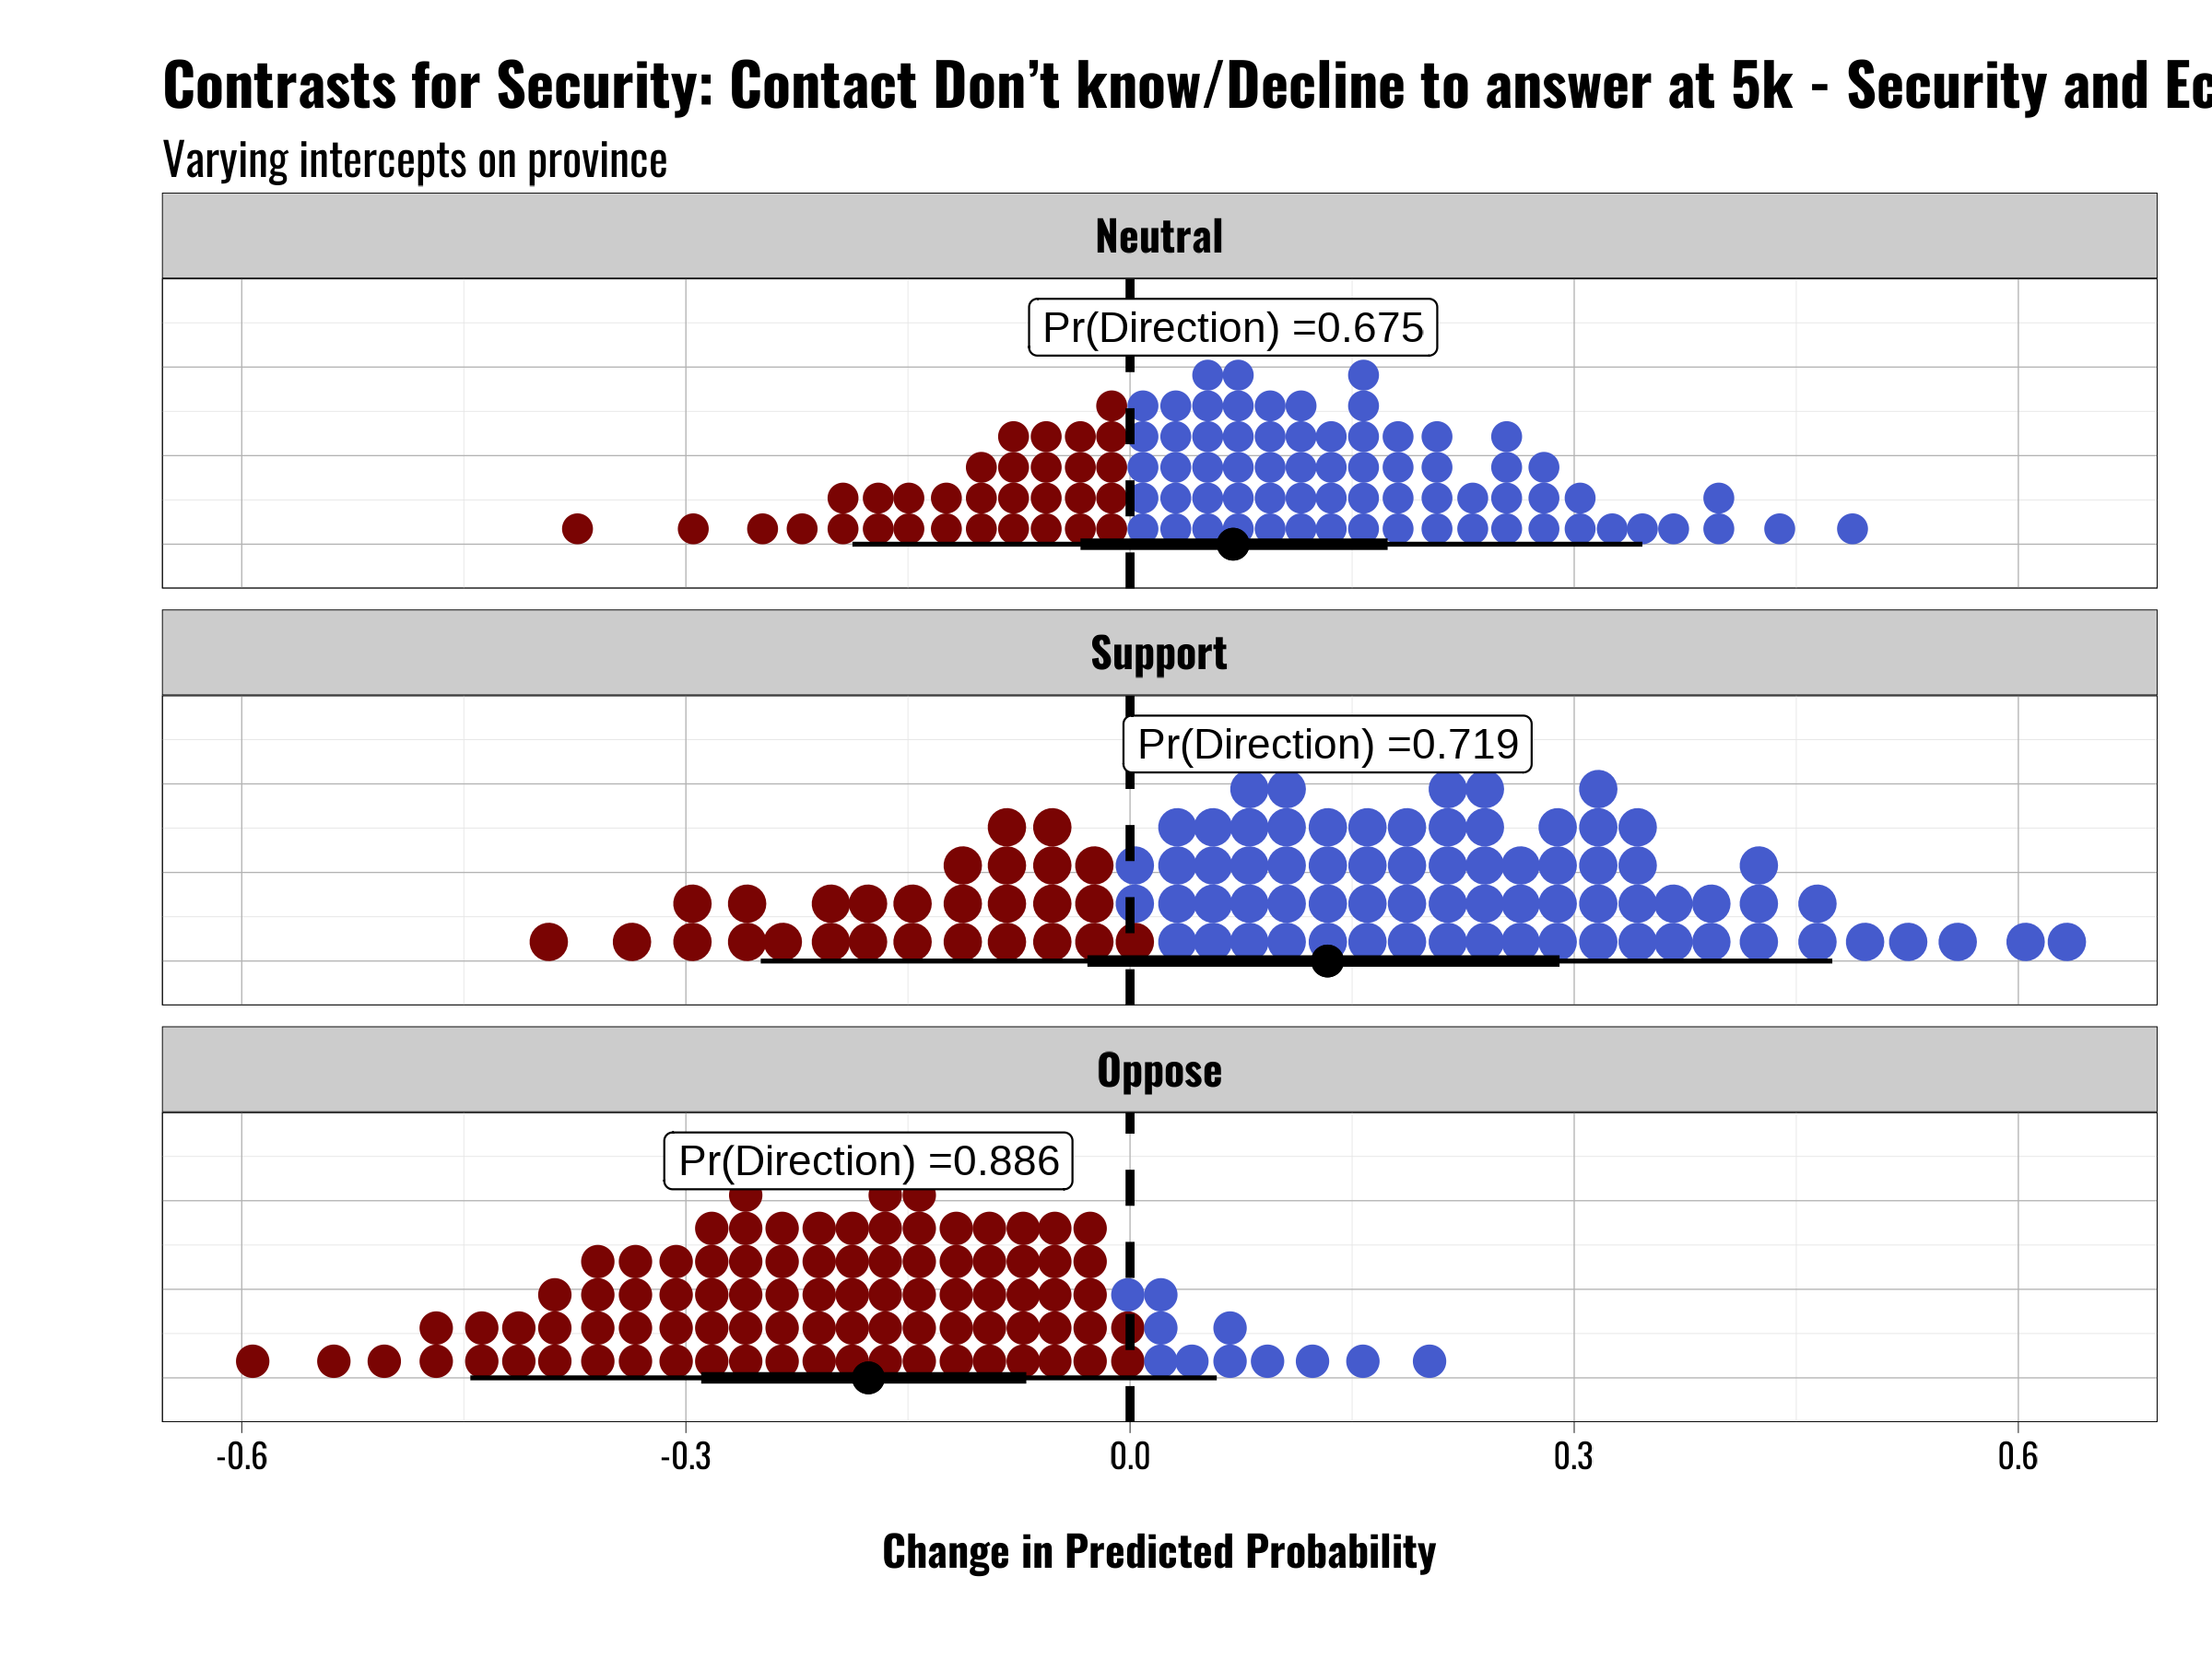 Contrasts for Security: Contact Don’t know/Decline to answer at 5k - Security and
Varying intercepts on province
Neutral
Pr(Direction) =0.675
Support
Pr(Direction) =0.719
Oppose
Pr(Direction) =0.886
-0.6 -0.3 0.0 0.3 0.6
Change in Predicted Probability